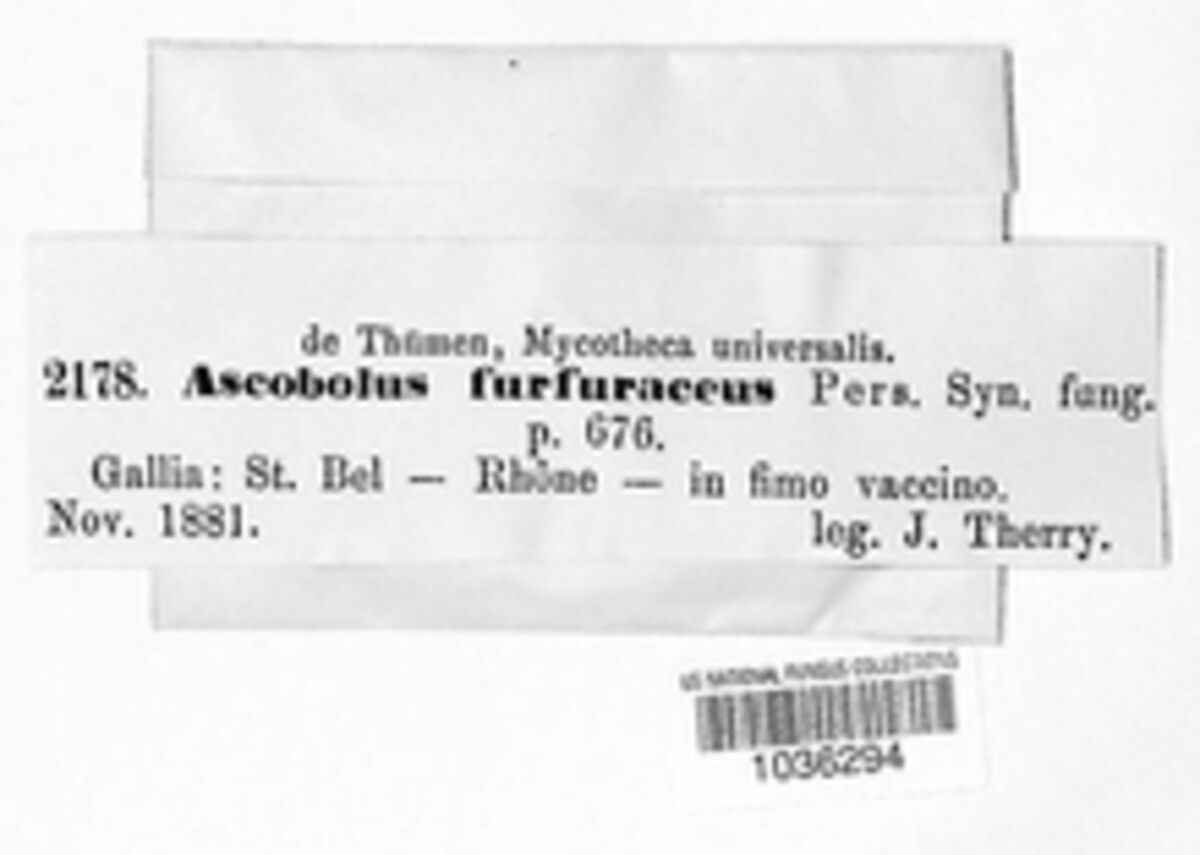 de Thümen, Mycotheca universalis.
2178. Ascobolus furfuraceus Pers. Syn. fung.
p. 676.
Gallia: St. Bel — Rhône — in fimo vaccino.
Nov. 1881.
leg. J. Therry.
US NATIONAL FUNGUS COLLECTIONS
1036294